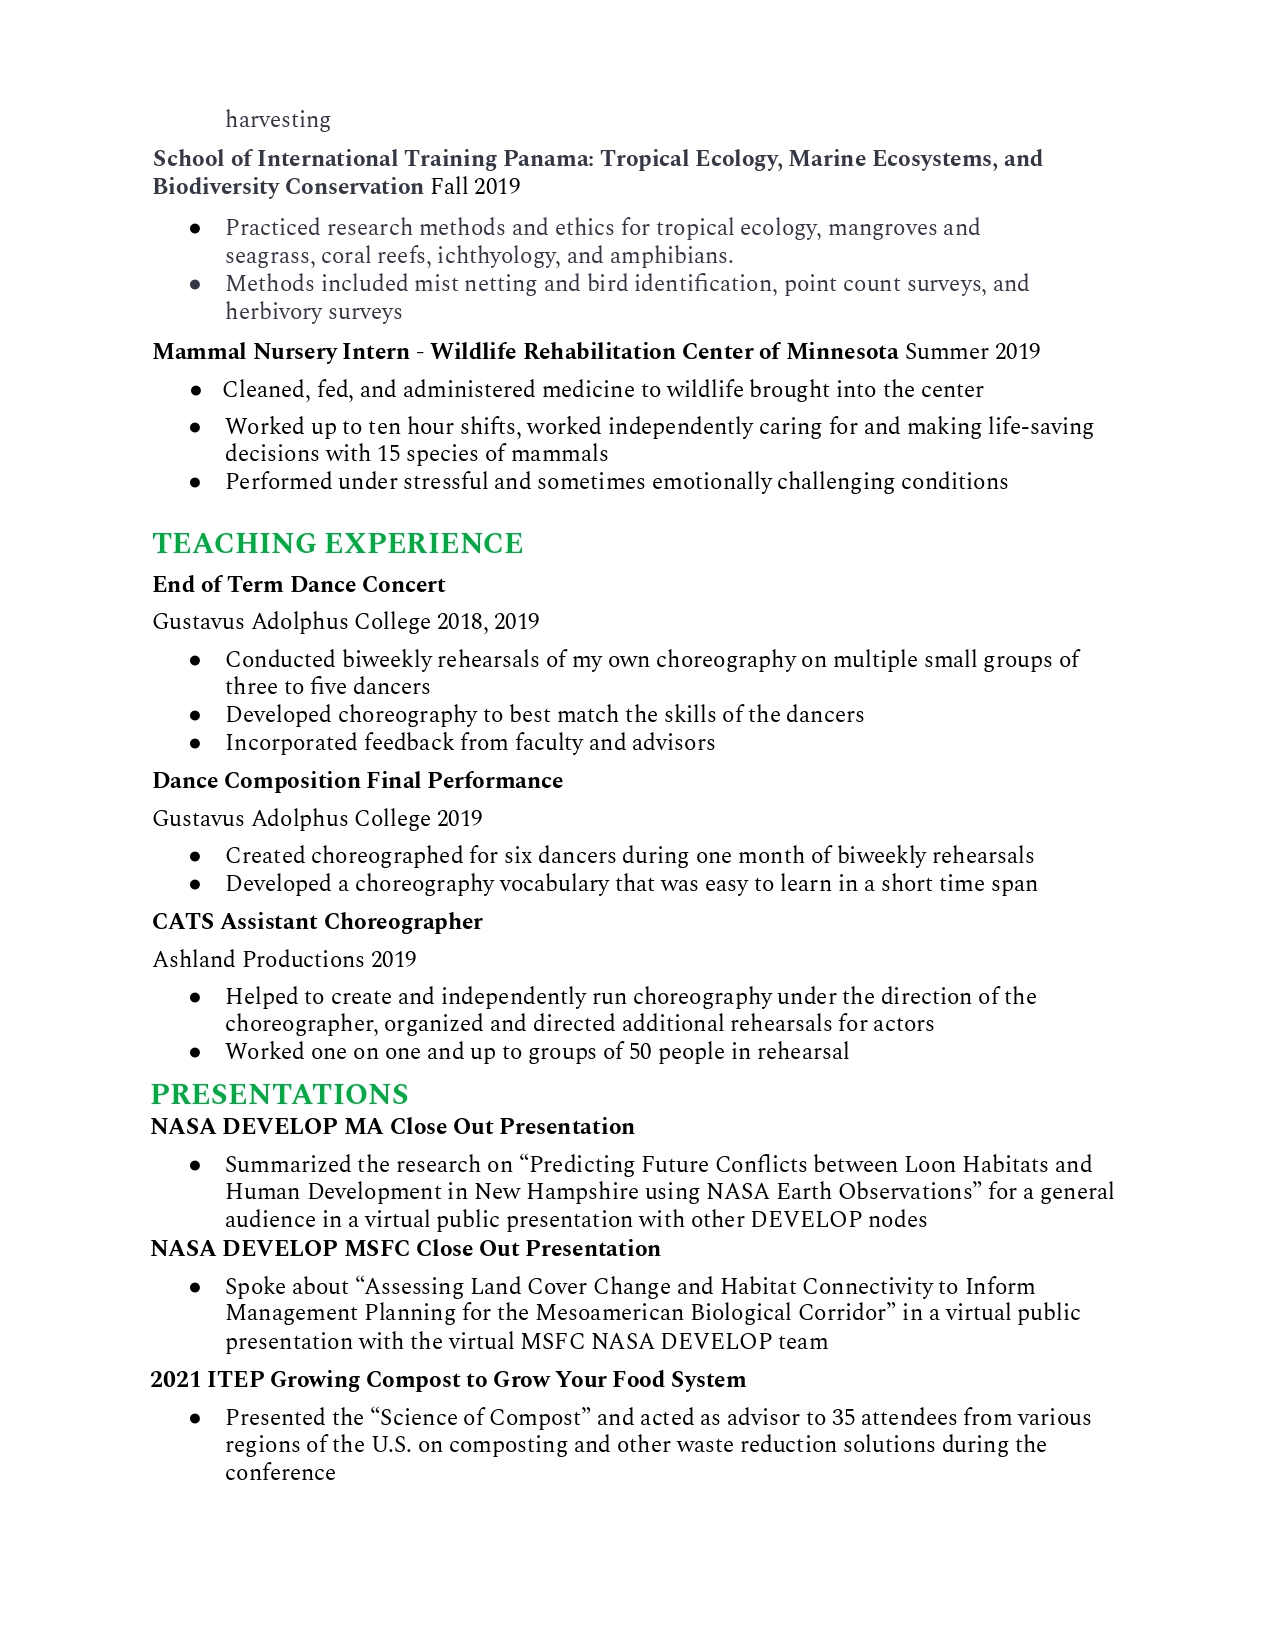 harvesting
School of International Training Panama: Tropical Ecology, Marine Ecosystems, and
Biodiversity Conservation Fall 2019
● Practiced research methods and ethics for tropical ecology, mangroves and
seagrass, coral reefs, ichthyology, and amphibians.
● Methods included mist netting and bird identification, point count surveys, and
herbivory surveys
Mammal Nursery Intern - Wildlife Rehabilitation Center of Minnesota Summer 2019
● Cleaned, fed, and administered medicine to wildlife brought into the center
● Worked up to ten hour shifts, worked independently caring for and making life-saving
decisions with 15 species of mammals
● Performed under stressful and sometimes emotionally challenging conditions
TEACHING EXPERIENCE
End of Term Dance Concert
Gustavus Adolphus College 2018, 2019
● Conducted biweekly rehearsals of my own choreography on multiple small groups of
three to five dancers
● Developed choreography to best match the skills of the dancers
● Incorporated feedback from faculty and advisors
Dance Composition Final Performance
Gustavus Adolphus College 2019
● Created choreographed for six dancers during one month of biweekly rehearsals
● Developed a choreography vocabulary that was easy to learn in a short time span
CATS Assistant Choreographer
Ashland Productions 2019
● Helped to create and independently run choreography under the direction of the
choreographer, organized and directed additional rehearsals for actors
● Worked one on one and up to groups of 50 people in rehearsal
PRESENTATIONS
NASA DEVELOP MA Close Out Presentation
● Summarized the research on “Predicting Future Conflicts between Loon Habitats and
Human Development in New Hampshire using NASA Earth Observations” for a general
audience in a virtual public presentation with other DEVELOP nodes
NASA DEVELOP MSFC Close Out Presentation
● Spoke about “Assessing Land Cover Change and Habitat Connectivity to Inform
Management Planning for the Mesoamerican Biological Corridor” in a virtual public
presentation with the virtual MSFC NASA DEVELOP team
2021 ITEP Growing Compost to Grow Your Food System
● Presented the “Science of Compost” and acted as advisor to 35 attendees from various
regions of the U.S. on composting and other waste reduction solutions during the
conference